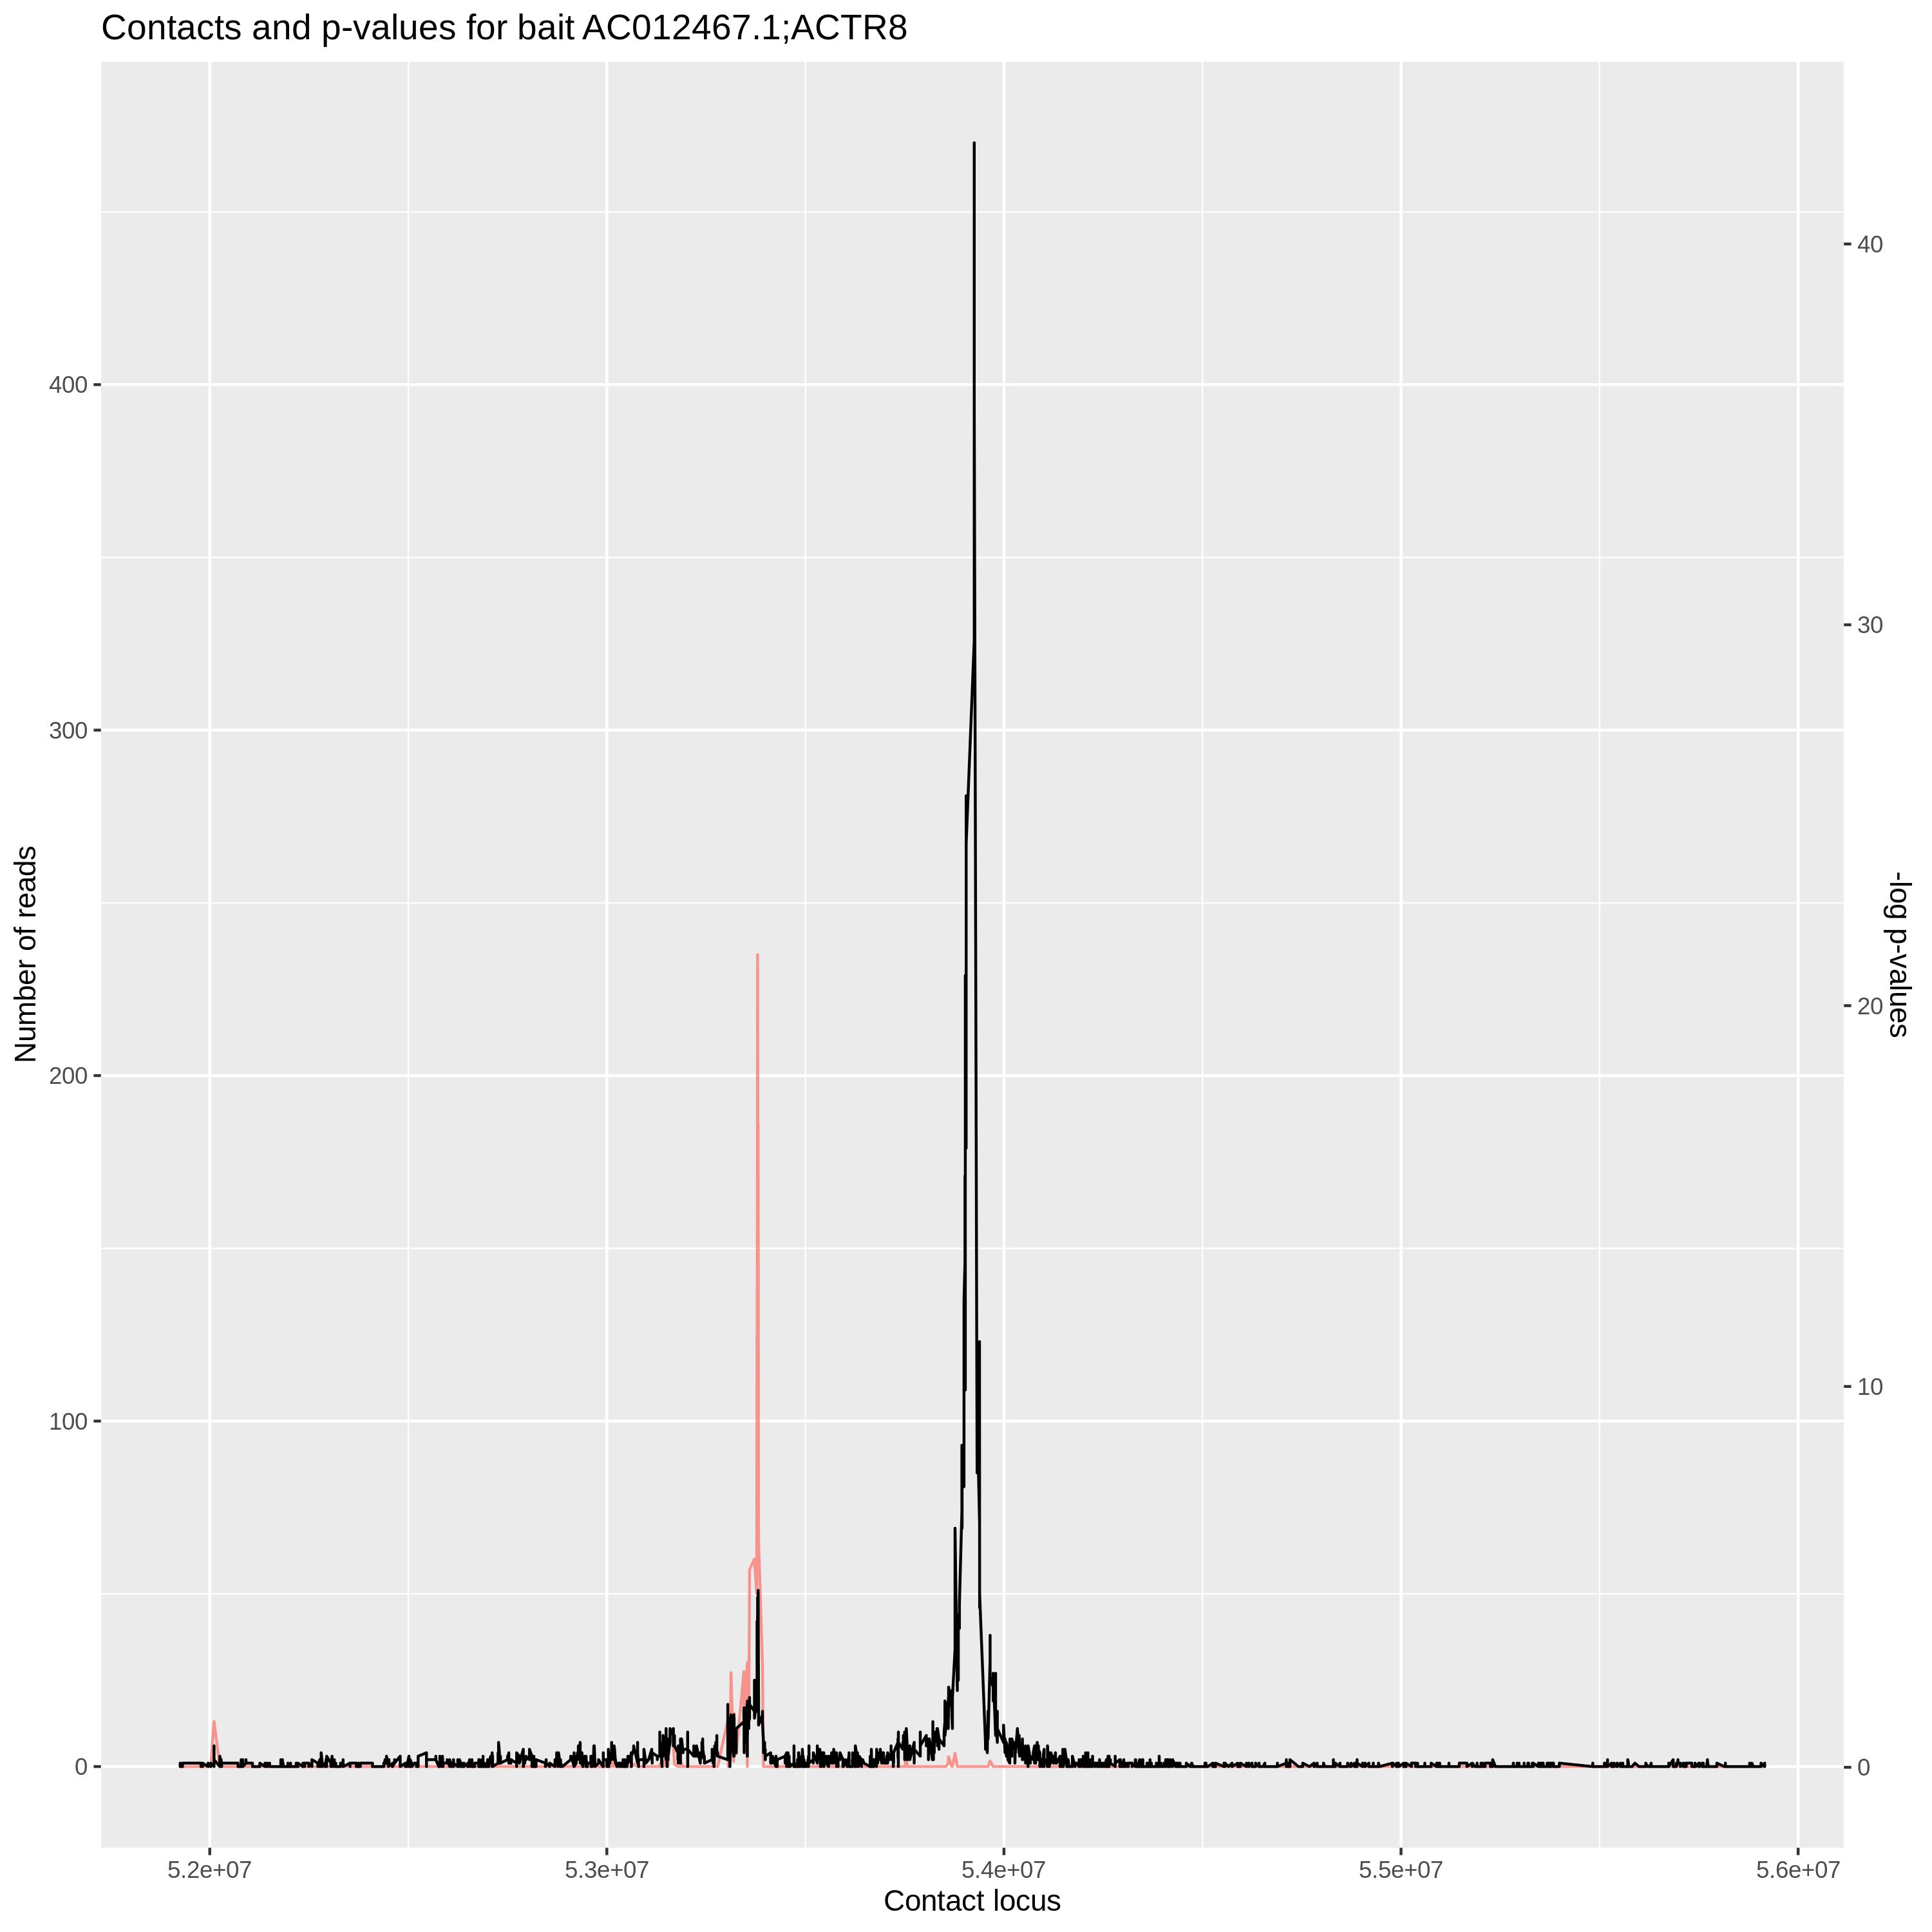 Contacts and p-values for bait AC012467.1;ACTR8
Number of reads
400
300
200
100
0
40
30
20
10
0
-log p-values
5.2e+07 5.3e+07 5.4e+07 5.5e+07 5.6e+07
Contact locus